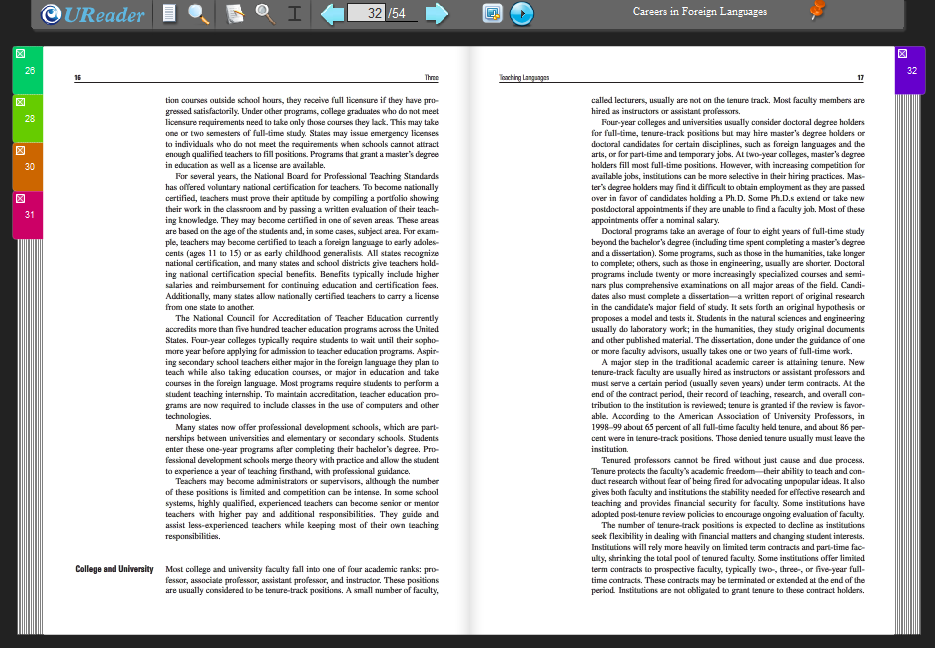 UReader
32 /54
Careers in Foreign Languages
26
28
30
31
32
16
Three
tion courses outside school hours, they receive full licensure if they have pro-
gressed satisfactorily. Under other programs, college graduates who do not meet
licensure requirements need to take only those courses they lack. This may take
one or two semesters of full-time study. States may issue emergency licenses
to individuals who do not meet the requirements when schools cannot attract
enough qualified teachers to fill positions. Programs that grant a master's degree
in education as well as a license are available.
For several years, the National Board for Professional Teaching Standards
has offered voluntary national certification for teachers. To become nationally
certified, teachers must prove their aptitude by compiling a portfolio showing
their work in the classroom and by passing a written evaluation of their teach-
ing knowledge. They may become certified in one of seven areas. These areas
are based on the age of the students and, in some cases, subject area. For exam-
ple, teachers may become certified to teach a foreign language to early adoles-
cents (ages 11 to 15) or as early childhood generalists. All states recognize
national certification, and many states and school districts give teachers hold-
ing national certification special benefits. Benefits typically include higher
salaries and reimbursement for continuing education and certification fees.
Additionally, many states allow nationally certified teachers to carry a license
from one state to another.
The National Council for Accreditation of Teacher Education currently
accredits more than five hundred teacher education programs across the United
States. Four-year colleges typically require students to wait until their sopho-
more year before applying for admission to teacher education programs. Aspir-
ing secondary school teachers either major in the foreign language they plan to
teach while also taking education courses, or major in education and take
courses in the foreign language. Most programs require students to perform a
student teaching internship. To maintain accreditation, teacher education pro-
grams are now required to include classes in the use of computers and other
technologies.
Many states now offer professional development schools, which are part-
nerships between universities and elementary or secondary schools. Students
enter these one-year programs after completing their bachelor's degree. Pro-
fessional development schools merge theory with practice and allow the student
to experience a year of teaching firsthand, with professional guidance.
Teachers may become administrators or supervisors, although the number
of these positions is limited and competition can be intense. In some school
systems, highly qualified, experienced teachers can become senior or mentor
teachers with higher pay and additional responsibilities. They guide and
assist less-experienced teachers while keeping most of their own teaching
responsibilities.
College and University
Most college and university faculty fall into one of four academic ranks: pro-
fessor, associate professor, assistant professor, and instructor. These positions
are usually considered to be tenure-track positions. A small number of faculty,
Teaching Languages
17
called lecturers, usually are not on the tenure track. Most faculty members are
hired as instructors or assistant professors.
Four-year colleges and universities usually consider doctoral degree holders
for full-time, tenure-track positions but may hire master's degree holders or
doctoral candidates for certain disciplines, such as foreign languages and the
arts, or for part-time and temporary jobs. At two-year colleges, master's degree
holders fill most full-time positions. However, with increasing competition for
available jobs, institutions can be more selective in their hiring practices. Mas-
ter's degree holders may find it difficult to obtain employment as they are passed
over in favor of candidates holding a Ph.D. Some Ph.D.s extend or take new
postdoctoral appointments if they are unable to find a faculty job. Most of these
appointments offer a nominal salary.
Doctoral programs take an average of four to eight years of full-time study
beyond the bachelor's degree (including time spent completing a master's degree
and a dissertation). Some programs, such as those in the humanities, take longer
to complete; others, such as those in engineering, usually are shorter. Doctoral
programs include twenty or more increasingly specialized courses and semi-
nars plus comprehensive examinations on all major areas of the field. Candi-
dates also must complete a dissertation—a written report of original research
in the candidate's major field of study. It sets forth an original hypothesis or
proposes a model and tests it. Students in the natural sciences and engineering
usually do laboratory work; in the humanities, they study original documents
and other published material. The dissertation, done under the guidance of one
or more faculty advisors, usually takes one or two years of full-time work.
A major step in the traditional academic career is attaining tenure. New
tenure-track faculty are usually hired as instructors or assistant professors and
must serve a certain period (usually seven years) under term contracts. At the
end of the contract period, their record of teaching, research, and overall con-
tribution to the institution is reviewed; tenure is granted if the review is favor-
able. According to the American Association of University Professors, in
1998–99 about 65 percent of all full-time faculty held tenure, and about 86 per-
cent were in tenure-track positions. Those denied tenure usually must leave the
institution.
Tenured professors cannot be fired without just cause and due process.
Tenure protects the faculty's academic freedom—their ability to teach and con-
duct research without fear of being fired for advocating unpopular ideas. It also
gives both faculty and institutions the stability needed for effective research and
teaching and provides financial security for faculty. Some institutions have
adopted post-tenure review policies to encourage ongoing evaluation of faculty.
The number of tenure-track positions is expected to decline as institutions
seek flexibility in dealing with financial matters and changing student interests.
Institutions will rely more heavily on limited term contracts and part-time fac-
ulty, shrinking the total pool of tenured faculty. Some institutions offer limited
term contracts to prospective faculty, typically two-, three-, or five-year full-
time contracts. These contracts may be terminated or extended at the end of the
period. Institutions are not obligated to grant tenure to these contract holders.